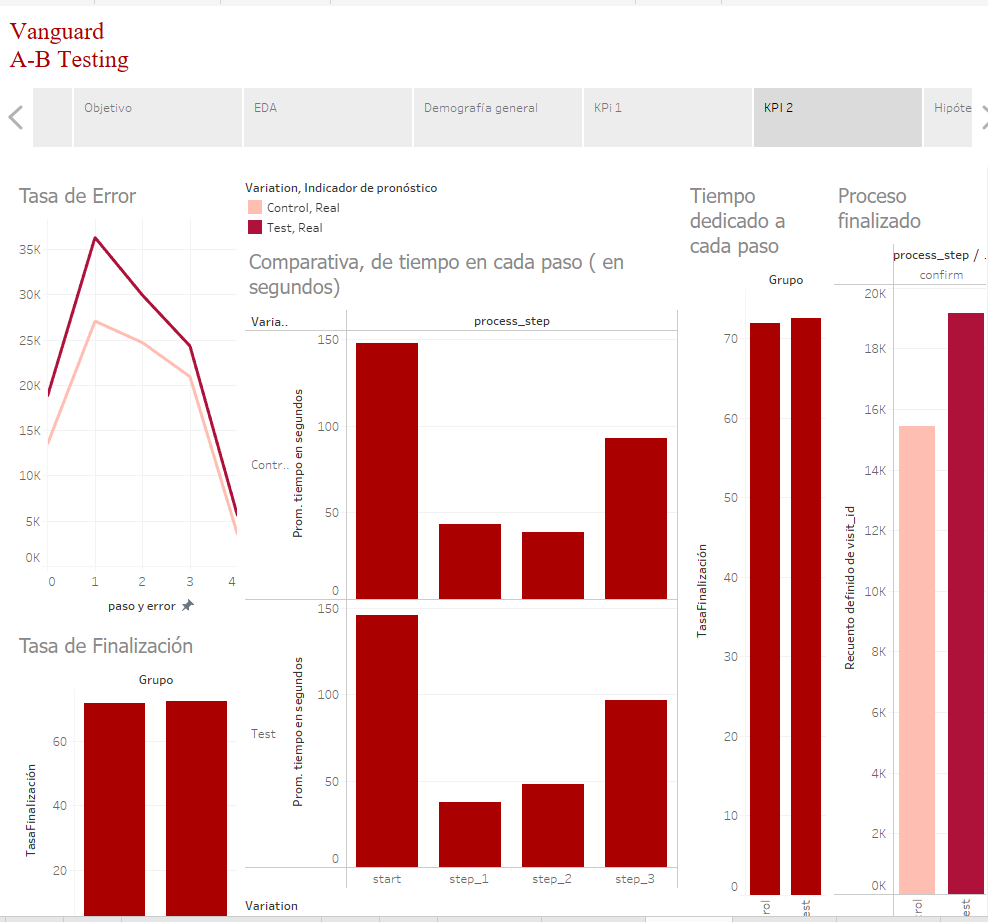 Vanguard
A-B Testing
Objetivo
EDA
Demografía general
KPi 1
KPI 2
Hipóte
Tasa de Error
35K
30K
25K
20K
15K
10K
5K
0K
0
1
2
3
4
paso y error
Tasa de Finalización
Grupo
TasaFinalización
60
40
20
Variation, Indicador de pronóstico
Control, Real
Test, Real
Comparativa, de tiempo en cada paso ( en
segundos)
Varia..
process_step
Contr..
Prom. tiempo en segundos
150
100
50
0
Test
Prom. tiempo en segundos
150
100
50
0
start
step_1
step_2
step_3
Variation
Tiempo
dedicado a
cada paso
Grupo
TasaFinalización
70
60
50
40
30
20
10
0
rol
est
Proceso
finalizado
process_step / .
confirm
Recuento definido de visit_id
20K
18K
16K
14K
12K
10K
8K
6K
4K
2K
0K
rol
est